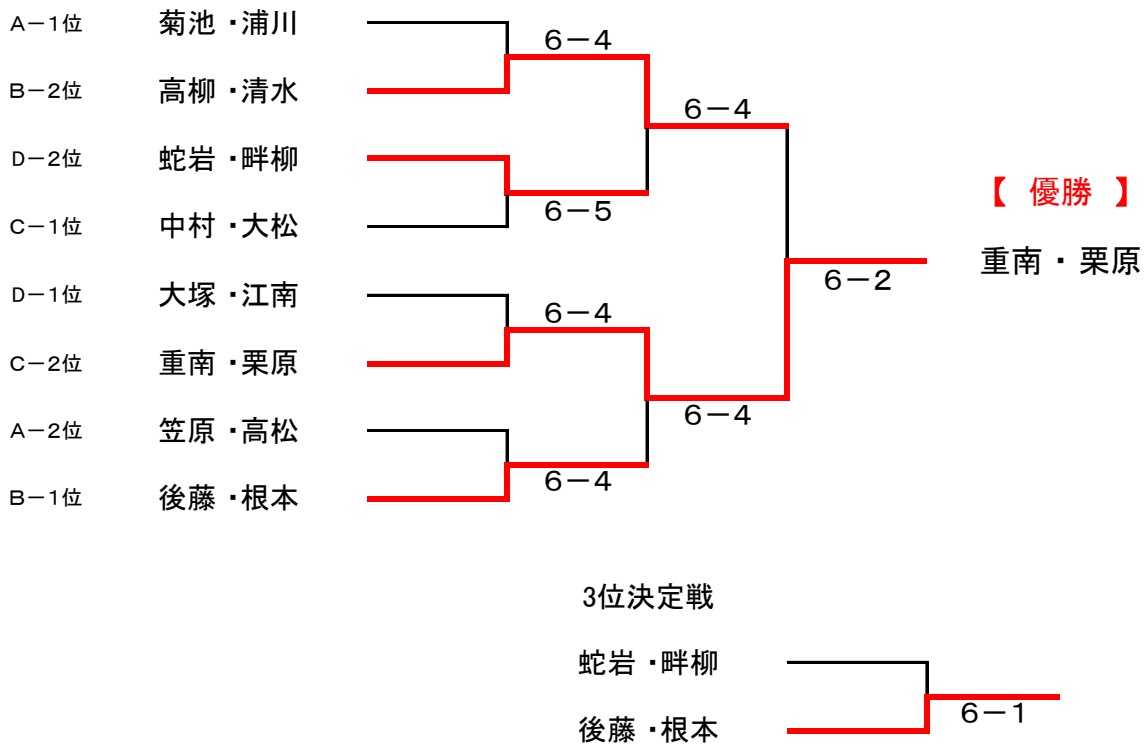 A－1位 菊池・浦川
6－4
B－2位 高柳・清水
6－4
D－2位 蛇岩・畔柳
【 優勝 】
6－5
C－1位 中村・大松
重南・栗原
6－2
D－1位 大塚・江南
6－4
C－2位 重南・栗原
6－4
A－2位 笠原・高松
6－4
B－1位 後藤・根本
3位決定戦
蛇岩・畔柳
6－1
後藤・根本